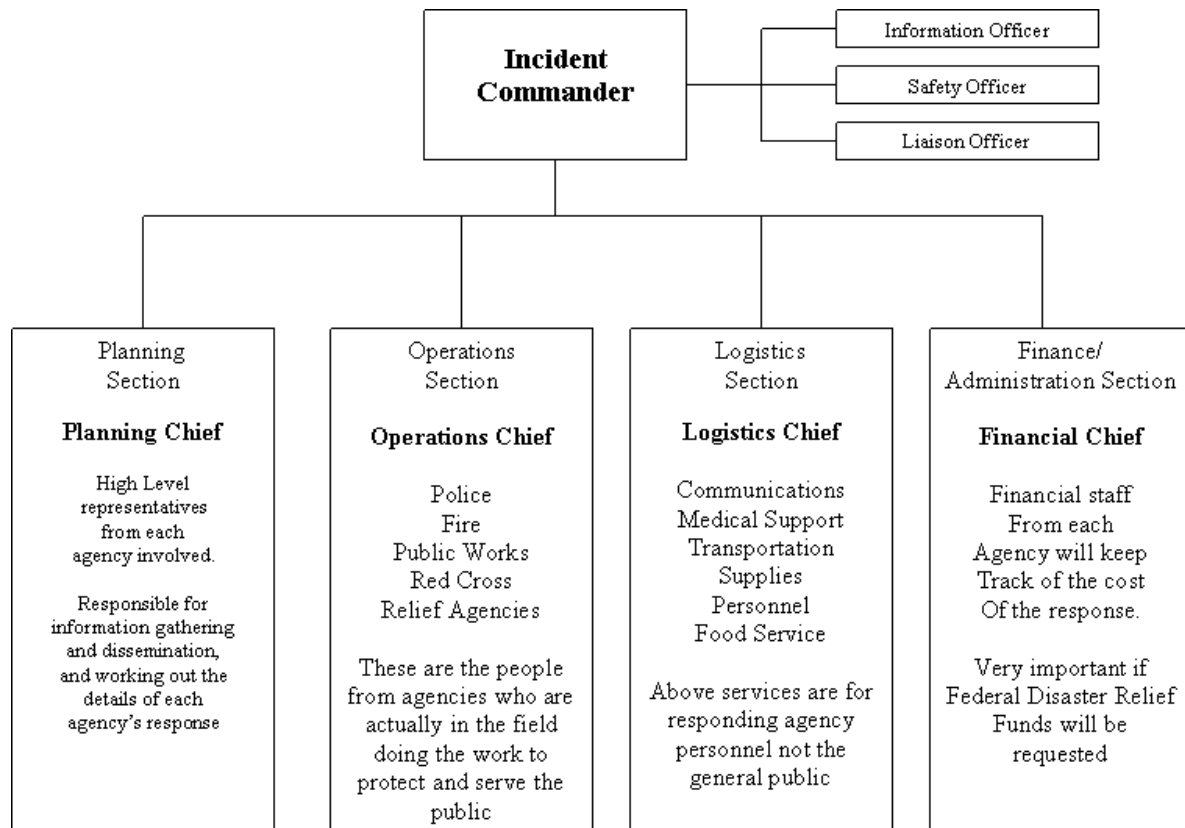 Incident
Commander
Information Officer
Safety Officer
Liaison Officer
Planning
Section
Planning Chief
High Level
representatives
from each
agency involved.
Responsible for
information gathering
and dissemination,
and working out the
details of each
agency's response
Operations
Section
Operations Chief
Police
Fire
Public Works
Red Cross
Relief Agencies
These are the people
from agencies who are
actually in the field
doing the work to
protect and serve the
public
Logistics
Section
Logistics Chief
Communications
Medical Support
Transportation
Supplies
Personnel
Food Service
Above services are for
responding agency
personnel not the
general public
Finance/
Administration Section
Financial Chief
Financial staff
From each
Agency will keep
Track of the cost
Of the response.
Very important if
Federal Disaster Relief
Funds will be
requested